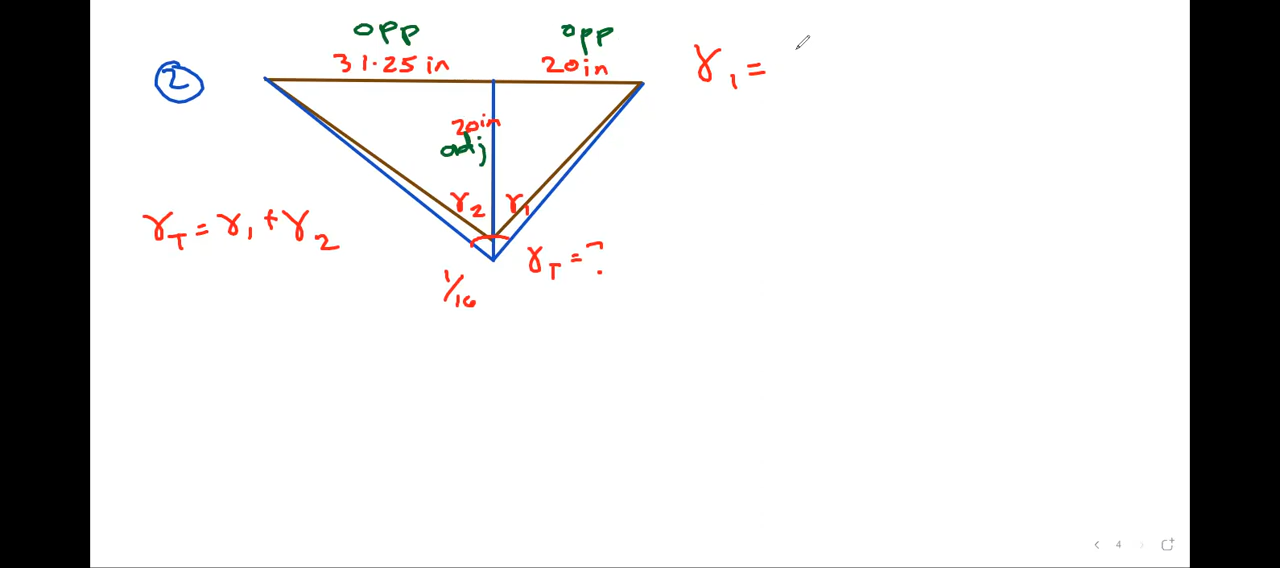 opp opp
② 31.25 in 20in γ1 =
20in
adj
γ2 γ1
γT = γ1 + γ2
γT = ?
1/16
4